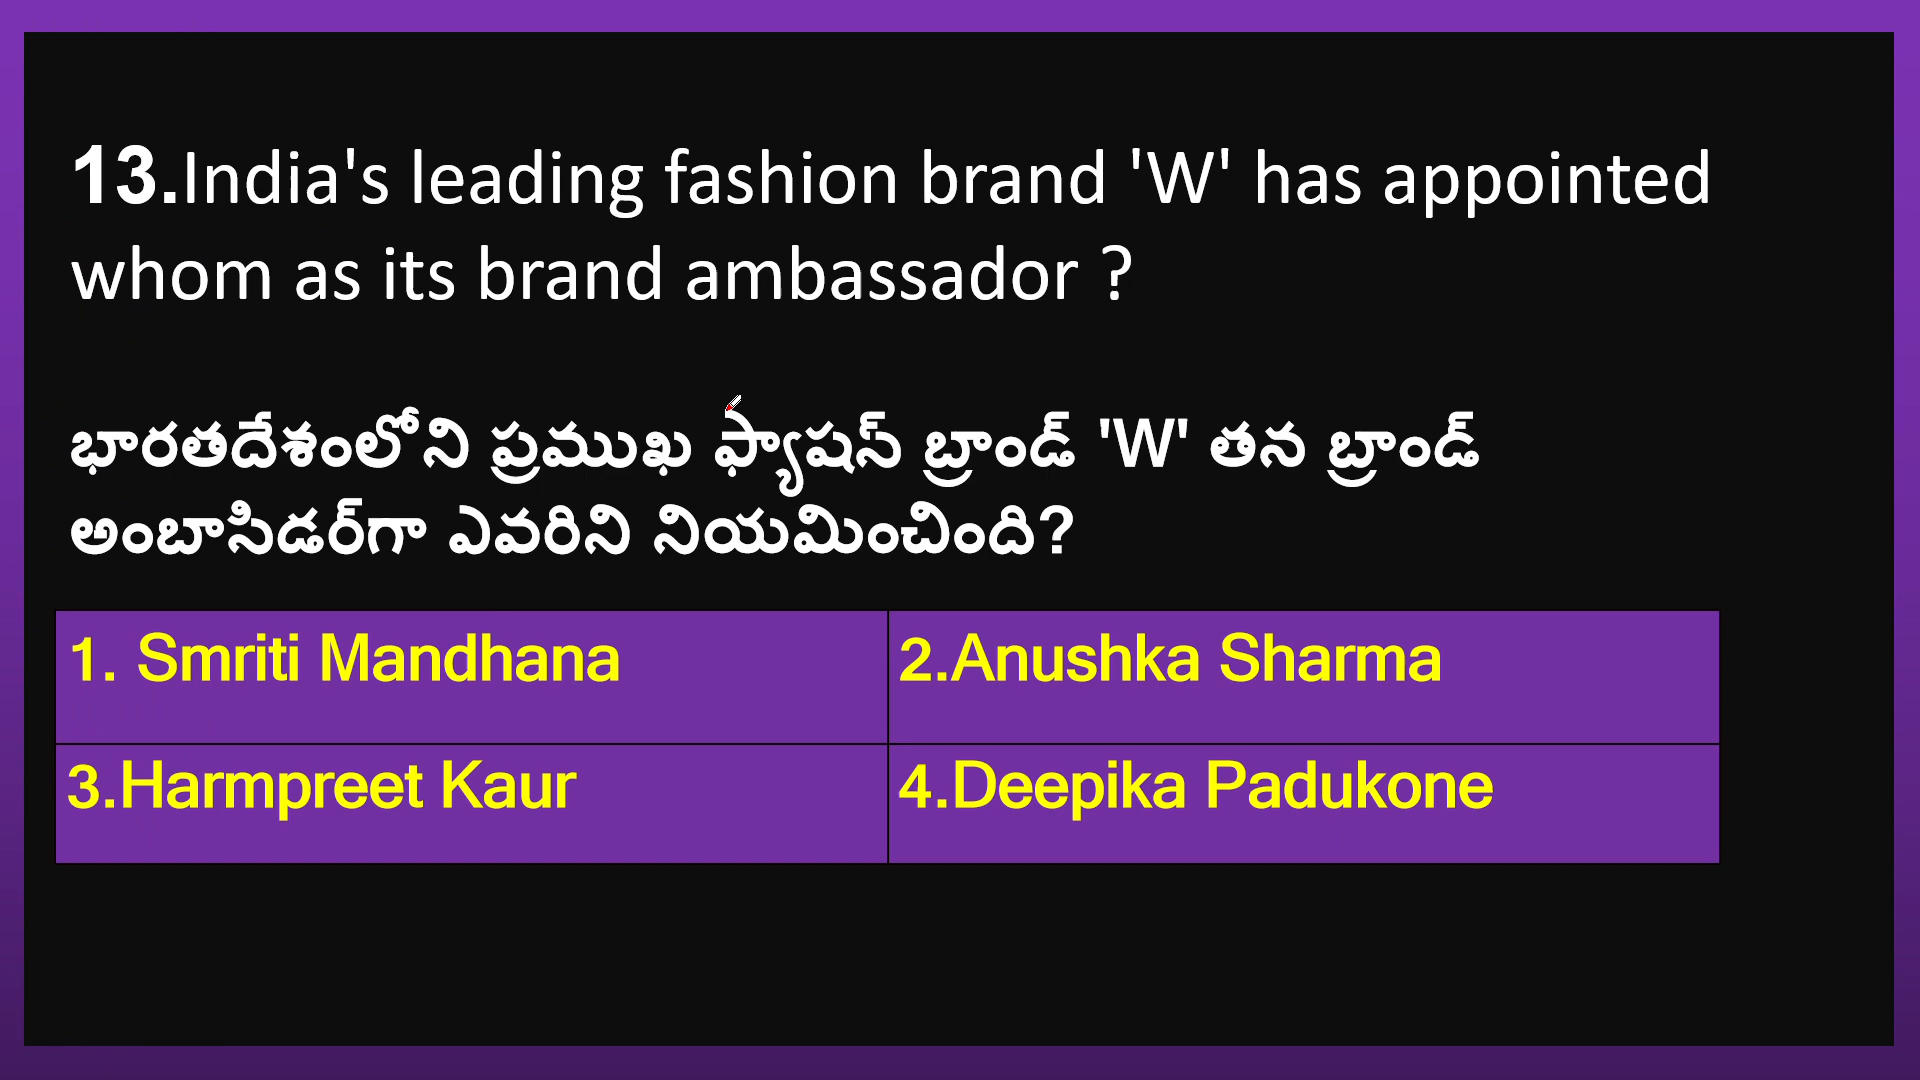 13.India's leading fashion brand 'W' has appointed
whom as its brand ambassador ?
భారతదేశంలోని ప్రముఖ ఫ్యాషన్ బ్రాండ్ 'W' తన బ్రాండ్
అంబాసిడర్‌గా ఎవరిని నియమించింది?
1. Smriti Mandhana
2.Anushka Sharma
3.Harmpreet Kaur
4.Deepika Padukone